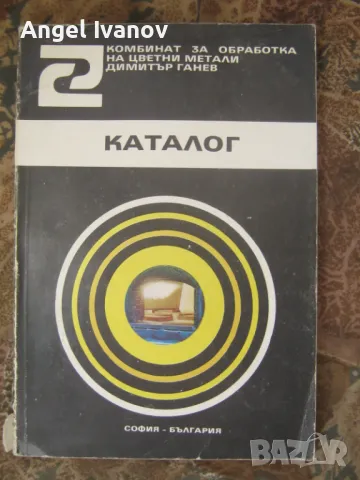 Angel Ivanov
КОМБИНАТ ЗА ОБРАБОТКА
НА ЦВЕТНИ МЕТАЛИ
ДИМИТЪР ГАНЕВ
КАТАЛОГ
СОФИЯ - БЪЛГАРИЯ
BAZAR